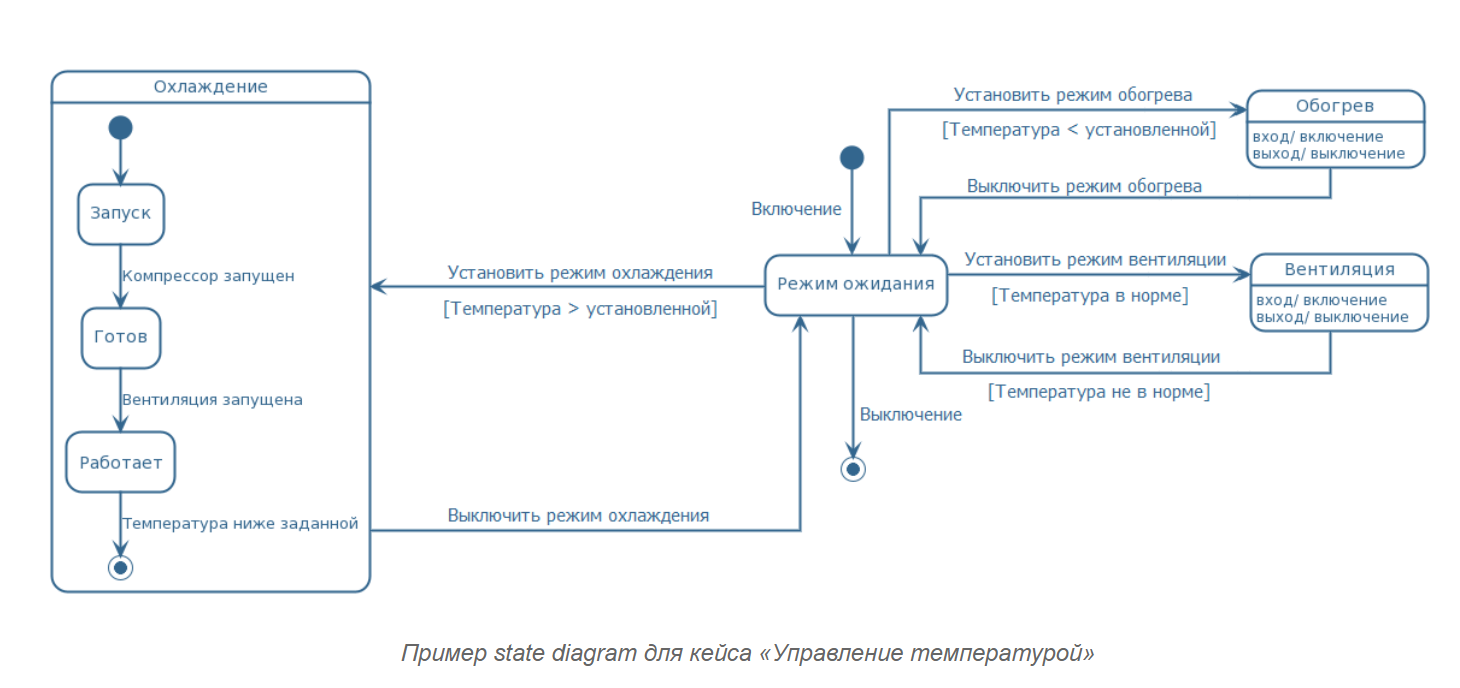 Охлаждение
Запуск
Компрессор запущен
Готов
Вентиляция запущена
Работает
Температура ниже заданной
Установить режим охлаждения
[Температура > установленной]
Выключить режим охлаждения
Включение
Режим ожидания
Выключение
Установить режим обогрева
[Температура < установленной]
Выключить режим обогрева
Обогрев
вход/ включение
выход/ выключение
Установить режим вентиляции
[Температура в норме]
Выключить режим вентиляции
[Температура не в норме]
Вентиляция
вход/ включение
выход/ выключение
Пример state diagram для кейса «Управление температурой»